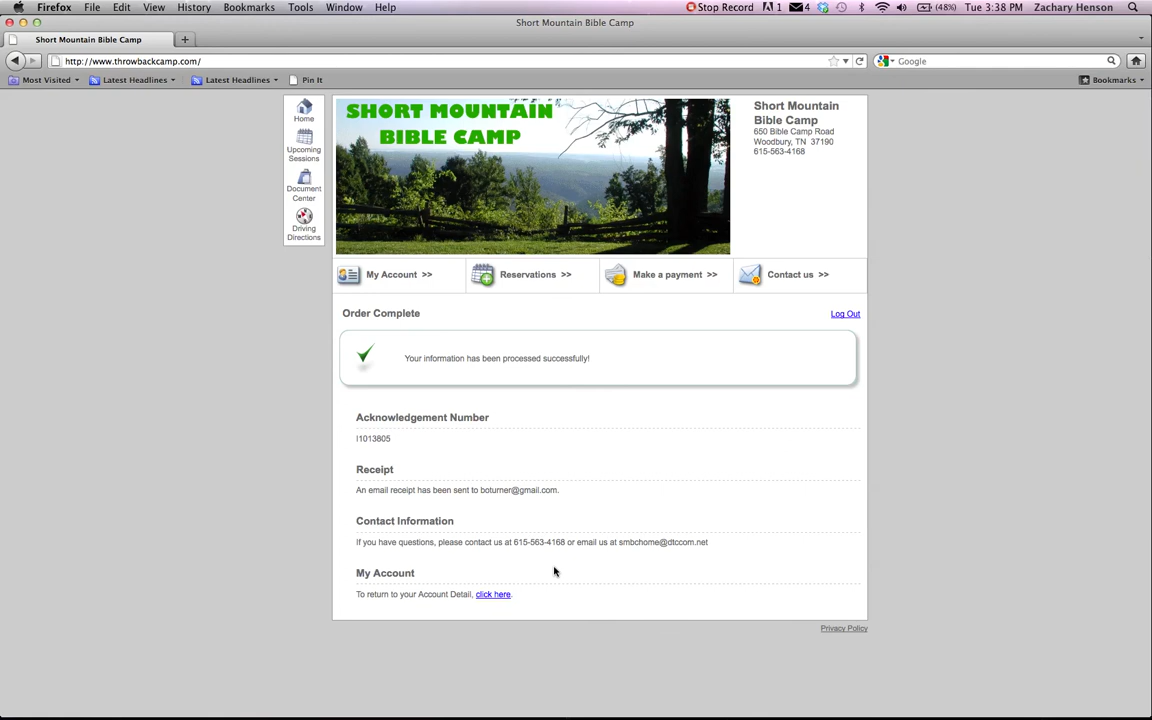 Firefox File Edit View History Bookmarks Tools Window Help Stop Record 1 4 (48%) Tue 3:38 PM Zachary Henson
Short Mountain Bible Camp
Short Mountain Bible Camp +
http://www.throwbackcamp.com/ Google
Most Visited Latest Headlines Latest Headlines Pin It Bookmarks
Home
Upcoming
Sessions
Document
Center
Driving
Directions
SHORT MOUNTAIN
BIBLE CAMP
Short Mountain
Bible Camp
650 Bible Camp Road
Woodbury, TN 37190
615-563-4168
My Account >> Reservations >> Make a payment >> Contact us >>
Order Complete Log Out
Your information has been processed successfully!
Acknowledgement Number
I1013805
Receipt
An email receipt has been sent to boturner@gmail.com.
Contact Information
If you have questions, please contact us at 615-563-4168 or email us at smbchome@dtccom.net
My Account
To return to your Account Detail, click here.
Privacy Policy